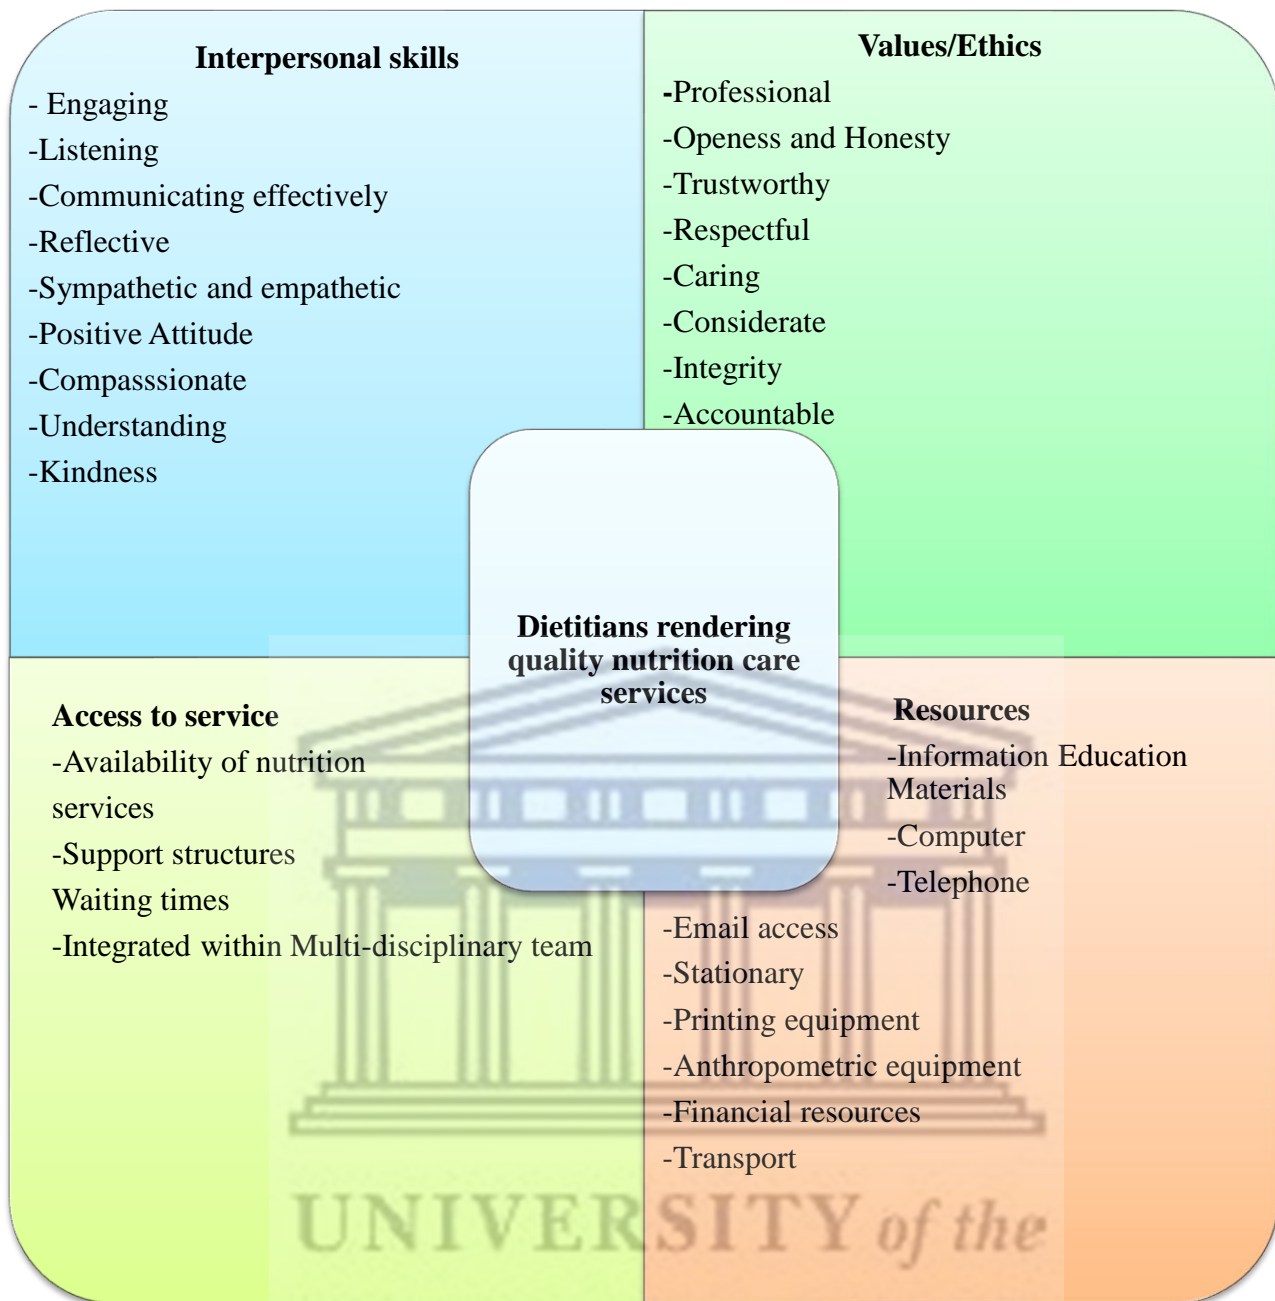 Interpersonal skills
- Engaging
-Listening
-Communicating effectively
-Reflective
-Sympathetic and empathetic
-Positive Attitude
-Compasssionate
-Understanding
-Kindness
Values/Ethics
-Professional
-Openess and Honesty
-Trustworthy
-Respectful
-Caring
-Considerate
-Integrity
-Accountable
Dietitians rendering
quality nutrition care
services
Access to service
-Availability of nutrition
services
-Support structures
Waiting times
-Integrated within Multi-disciplinary team
Resources
-Information Education
Materials
-Computer
-Telephone
-Email access
-Stationary
-Printing equipment
-Anthropometric equipment
-Financial resources
-Transport
UNIVERSITY of the